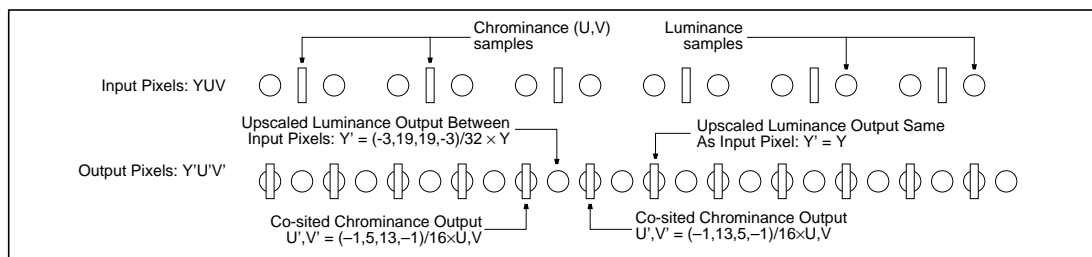 Chrominance (U,V)
samples
Luminance
samples
Input Pixels: YUV
Upscaled Luminance Output Between
Input Pixels: Y' = (-3,19,19,-3)/32 × Y
Upscaled Luminance Output Same
As Input Pixel: Y' = Y
Output Pixels: Y'U'V'
Co-sited Chrominance Output
U',V' = (–1,5,13,–1)/16×U,V
Co-sited Chrominance Output
U',V' = (–1,13,5,–1)/16×U,V